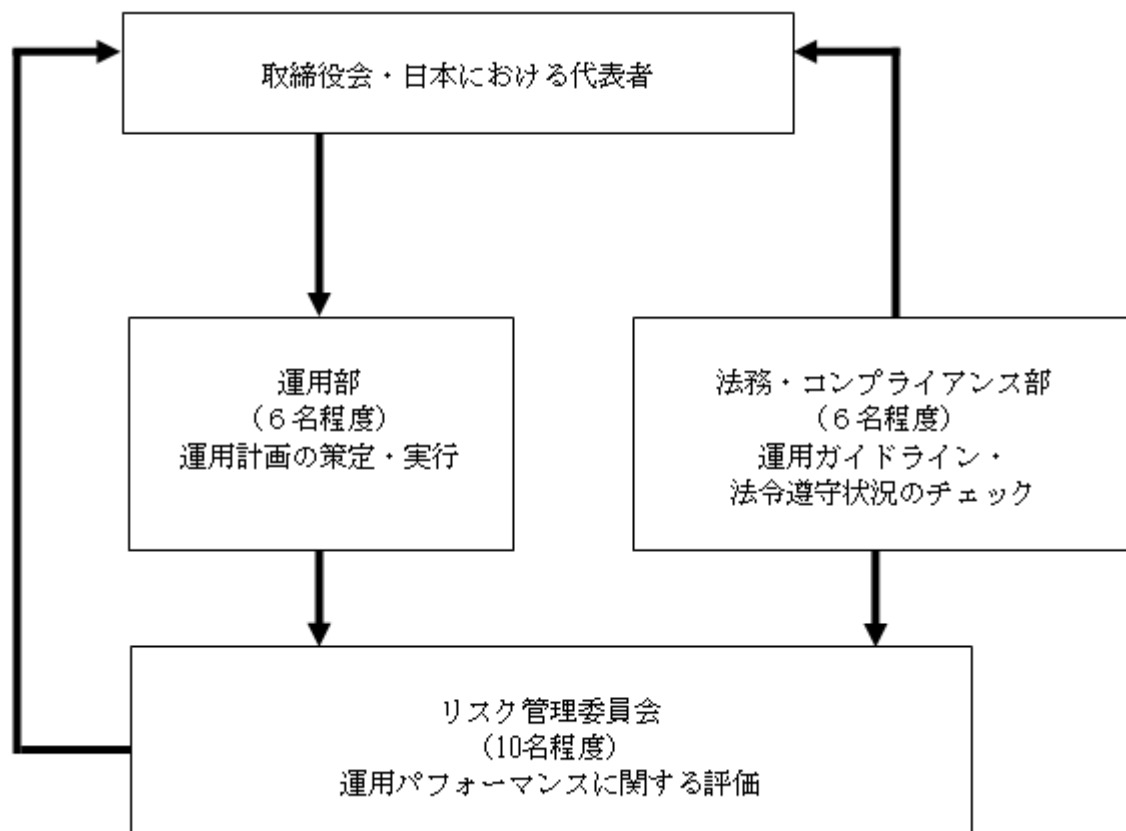 取締役会・日本における代表者
運用部
（６名程度）
運用計画の策定・実行
法務・コンプライアンス部
（６名程度）
運用ガイドライン・
法令遵守状況のチェック
リスク管理委員会
（10名程度）
運用パフォーマンスに関する評価